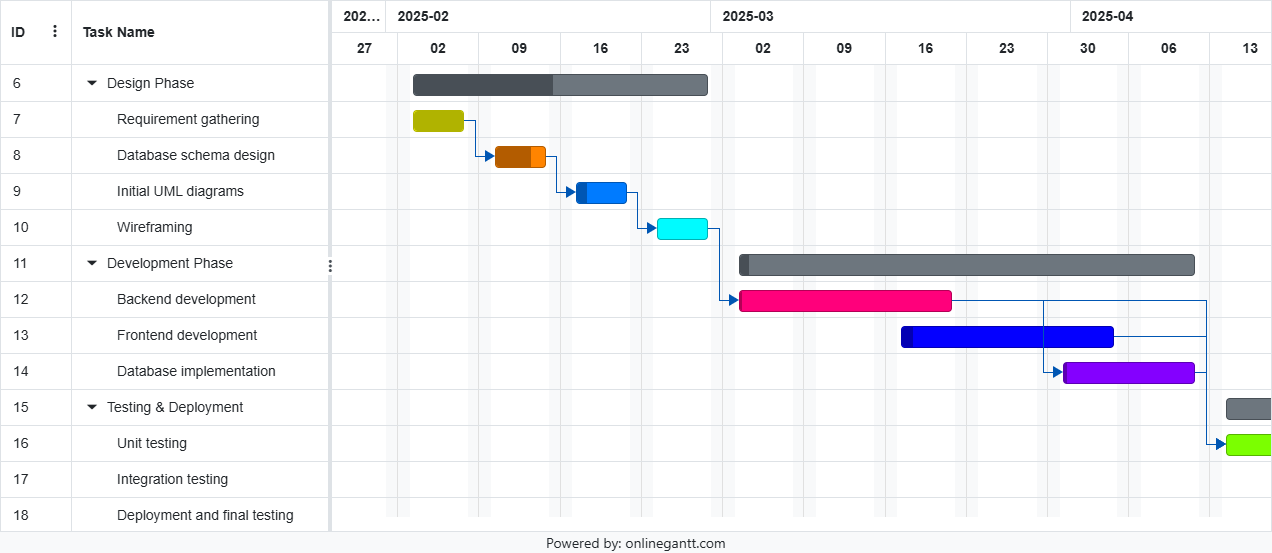 202... 2025-02 2025-03 2025-04
ID Task Name
27 02 09 16 23 02 09 16 23 30 06 13
6 Design Phase
7 Requirement gathering
8 Database schema design
9 Initial UML diagrams
10 Wireframing
11 Development Phase
12 Backend development
13 Frontend development
14 Database implementation
15 Testing & Deployment
16 Unit testing
17 Integration testing
18 Deployment and final testing
Powered by: onlinegantt.com